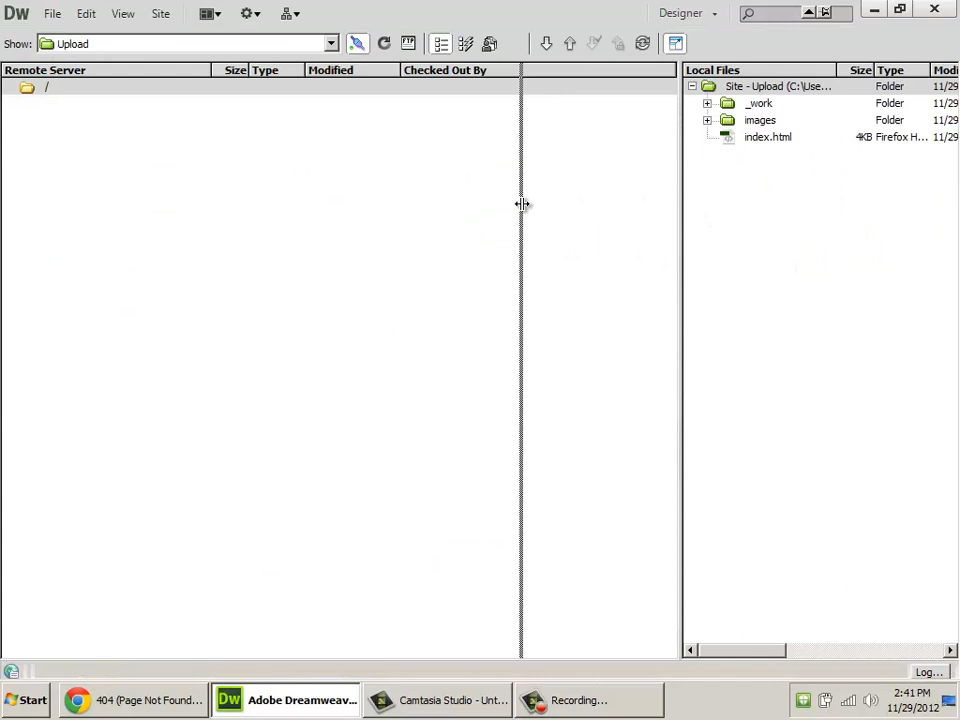 Dw File Edit View Site Designer
Show: Upload
Remote Server Size Type Modified Checked Out By Local Files Size Type Modi
/ Site - Upload (C:\Use... Folder 11/29
_work Folder 11/29
images Folder 11/29
index.html 4KB Firefox H... 11/29
Log...
Start 404 (Page Not Found... Dw Adobe Dreamweav... Camtasia Studio - Unt... Recording... 2:41 PM
11/29/2012